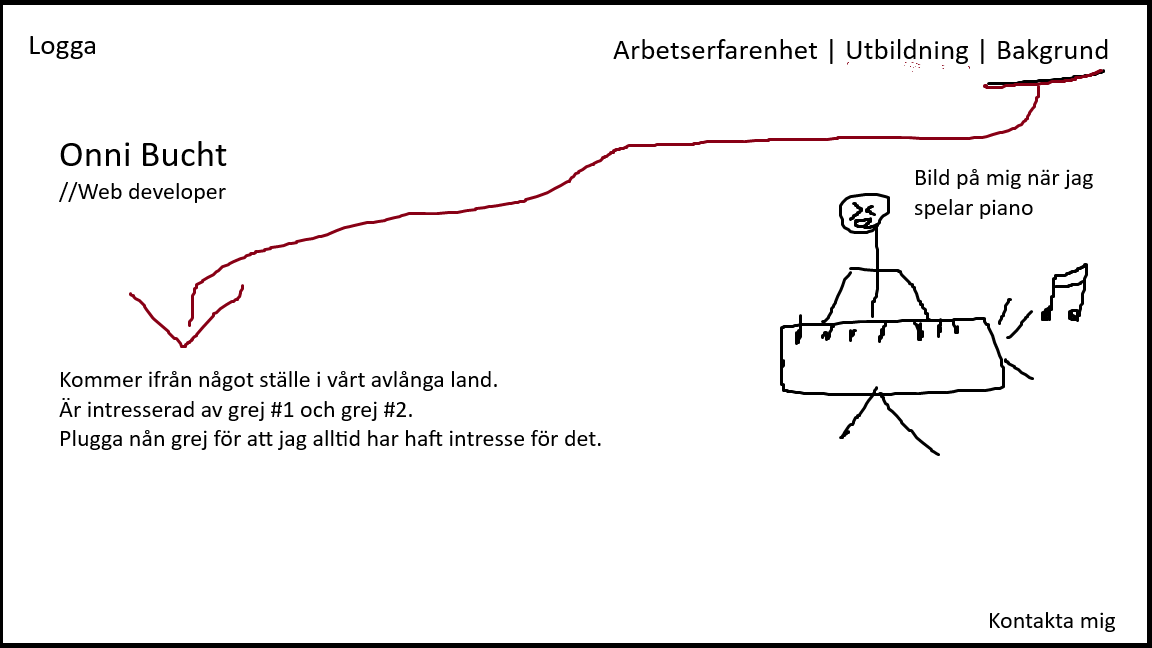 Logga
Arbetserfarenhet | Utbildning | Bakgrund
Onni Bucht
//Web developer
Bild på mig när jag
spelar piano
Kommer ifrån något ställe i vårt avlånga land.
Är intresserad av grej #1 och grej #2.
Plugga nån grej för att jag alltid har haft intresse för det.
Kontakta mig